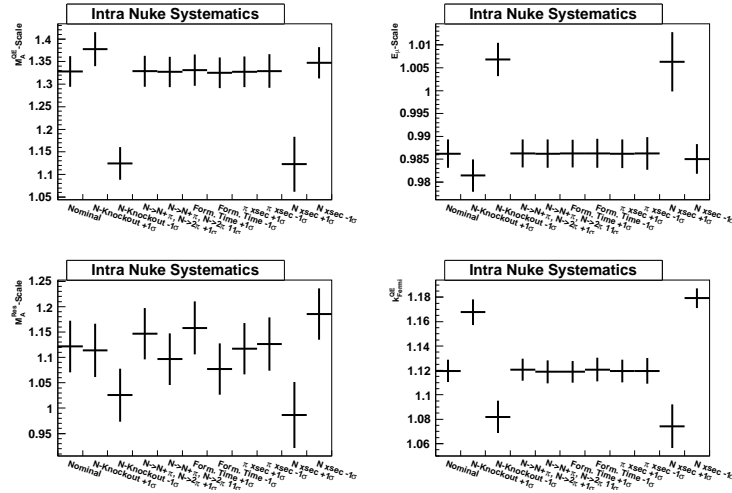 Intra Nuke Systematics
M_A^QE-Scale
1.4
1.35
1.3
1.25
1.2
1.15
1.1
1.05
Nominal
N-Knockout +1σ
N-Knockout -1σ
N->N+π, N->2π +1σ
N->N+π, N->2π 11σ
Form. Time +1σ
Form. Time -1σ
π xsec +1σ
π xsec -1σ
N xsec +1σ
N xsec -1σ
Intra Nuke Systematics
E_μ-Scale
1.01
1.005
1
0.995
0.99
0.985
0.98
Nominal
N-Knockout +1σ
N-Knockout -1σ
N->N+π, N->2π +1σ
N->N+π, N->2π 11σ
Form. Time +1σ
Form. Time -1σ
π xsec +1σ
π xsec -1σ
N xsec +1σ
N xsec -1σ
Intra Nuke Systematics
M_A^Res-Scale
1.25
1.2
1.15
1.1
1.05
1
0.95
Nominal
N-Knockout +1σ
N-Knockout -1σ
N->N+π, N->2π +1σ
N->N+π, N->2π 11σ
Form. Time +1σ
Form. Time -1σ
π xsec +1σ
π xsec -1σ
N xsec +1σ
N xsec -1σ
Intra Nuke Systematics
k_Fermi^QE
1.18
1.16
1.14
1.12
1.1
1.08
1.06
Nominal
N-Knockout +1σ
N-Knockout -1σ
N->N+π, N->2π +1σ
N->N+π, N->2π 11σ
Form. Time +1σ
Form. Time -1σ
π xsec +1σ
π xsec -1σ
N xsec +1σ
N xsec -1σ